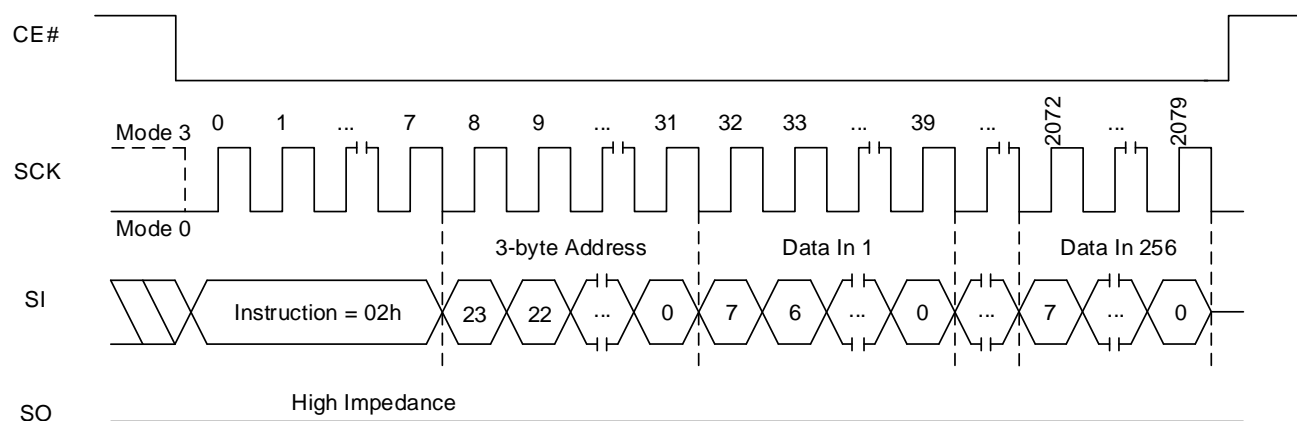 CE#
SCK
Mode 3
0 1 ... 7 8 9 ... 31 32 33 ... 39 ... 2072 ... 2079
Mode 0
3-byte Address Data In 1 Data In 256
SI
Instruction = 02h 23 22 ... 0 7 6 ... 0 ... 7 ... 0
SO
High Impedance